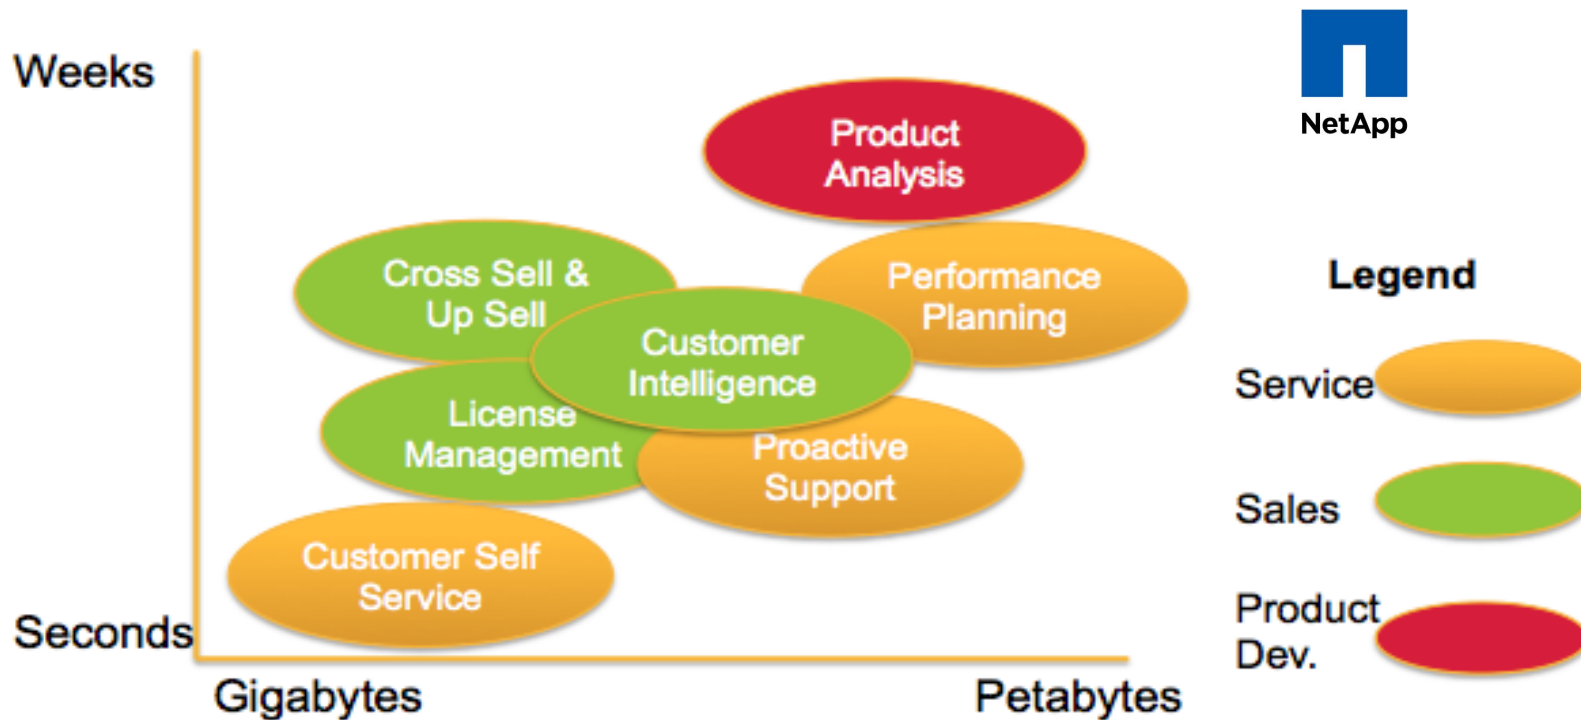 Weeks
NetApp
Product
Analysis
Cross Sell &
Up Sell
Performance
Planning
Customer
Intelligence
License
Management
Proactive
Support
Customer Self
Service
Seconds
Gigabytes
Petabytes
Legend
Service
Sales
Product
Dev.